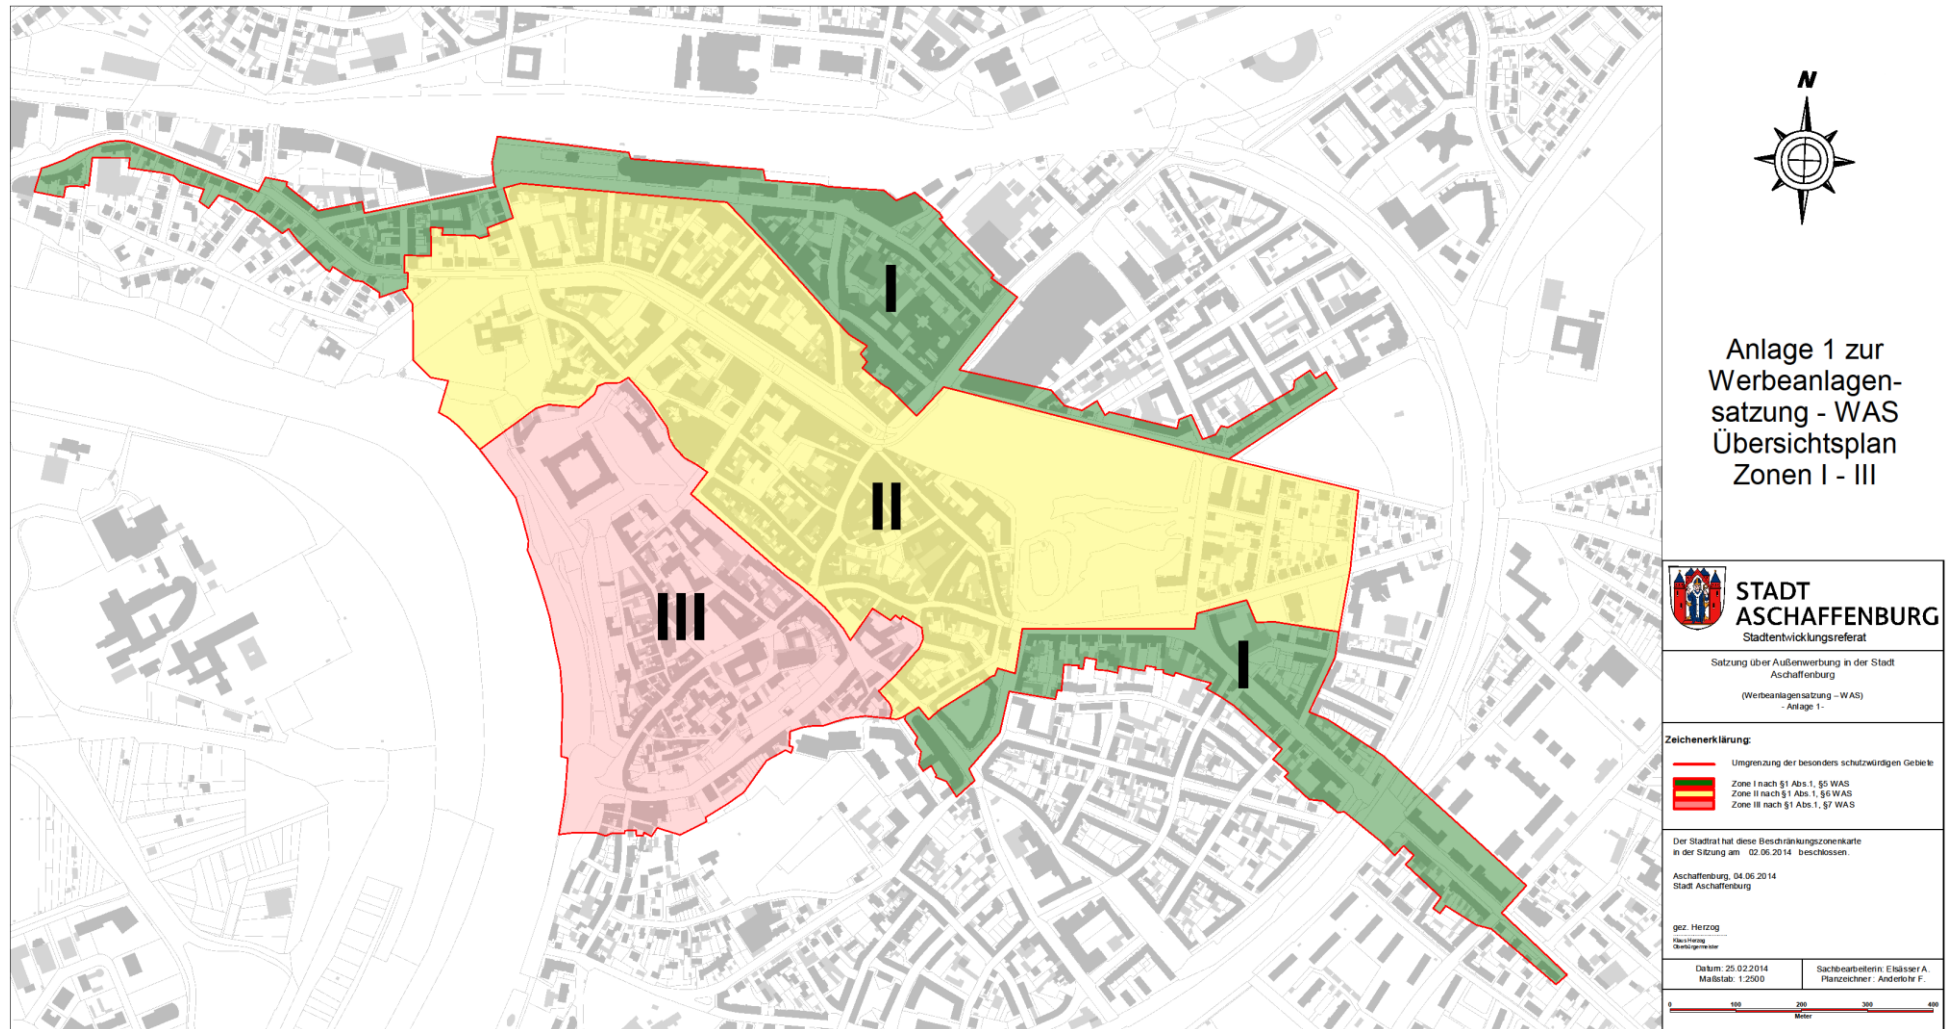 N
Anlage 1 zur
Werbeanlagen-
satzung - WAS
Übersichtsplan
Zonen I - III
I
II
III
I
STADT
ASCHAFFENBURG
Stadtentwicklungsreferat
Satzung über Außenwerbung in der Stadt
Aschaffenburg
(Werbeanlagensatzung – WAS)
- Anlage 1-
Zeichenerklärung:
Umgrenzung der besonders schutzwürdigen Gebiete
Zone I nach §1 Abs.1, §5 WAS
Zone II nach §1 Abs.1, §6 WAS
Zone III nach §1 Abs.1, §7 WAS
Der Stadtrat hat diese Beschränkungszonenkarte
in der Sitzung am 02.06.2014 beschlossen.
Aschaffenburg, 04.06.2014
Stadt Aschaffenburg
gez. Herzog
Klaus Herzog
Oberbürgermeister
Datum: 25.02.2014
Maßstab: 1:2500
Sachbearbeiterin: Elsässer A.
Planzeichner: Anderlohr F.
0 100 200 300 400
Meter